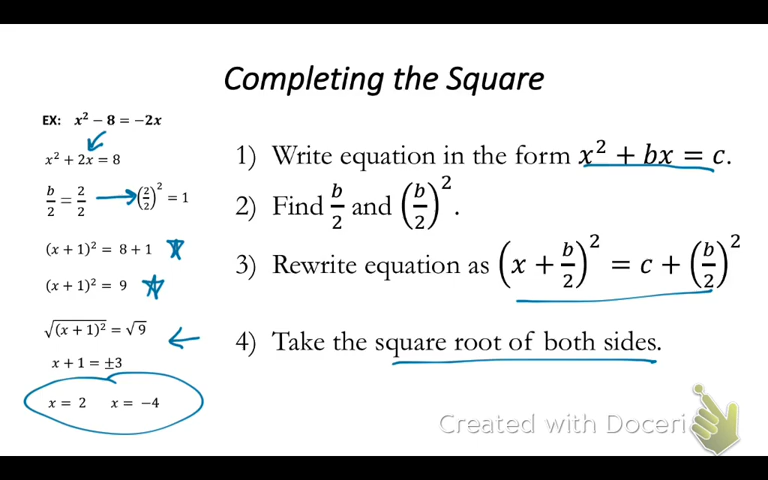 Completing the Square
EX: x² − 8 = −2x
x² + 2x = 8
b/2 = 2/2 → (2/2)² = 1
(x + 1)² = 8 + 1
(x + 1)² = 9
√(x + 1)² = √9
x + 1 = ±3
x = 2 x = −4
1) Write equation in the form x² + bx = c.
2) Find b/2 and (b/2)².
3) Rewrite equation as (x + b/2)² = c + (b/2)²
4) Take the square root of both sides.
Created with Doceri